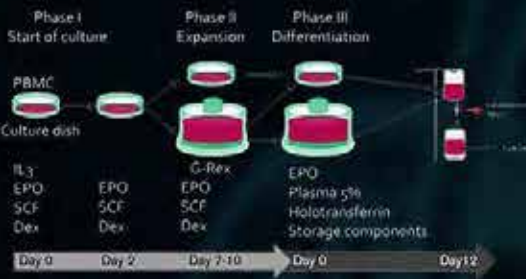 Phase I
Start of culture
Phase II
Expansion
Phase III
Differentiation
PBMC
Culture dish
G-Rex
IL3
EPO
SCF
Dex
EPO
SCF
Dex
EPO
SCF
Dex
EPO
Plasma 5%
Holotransferrin
Storage components
Day 0
Day 2
Day 7-10
Day 0
Day12